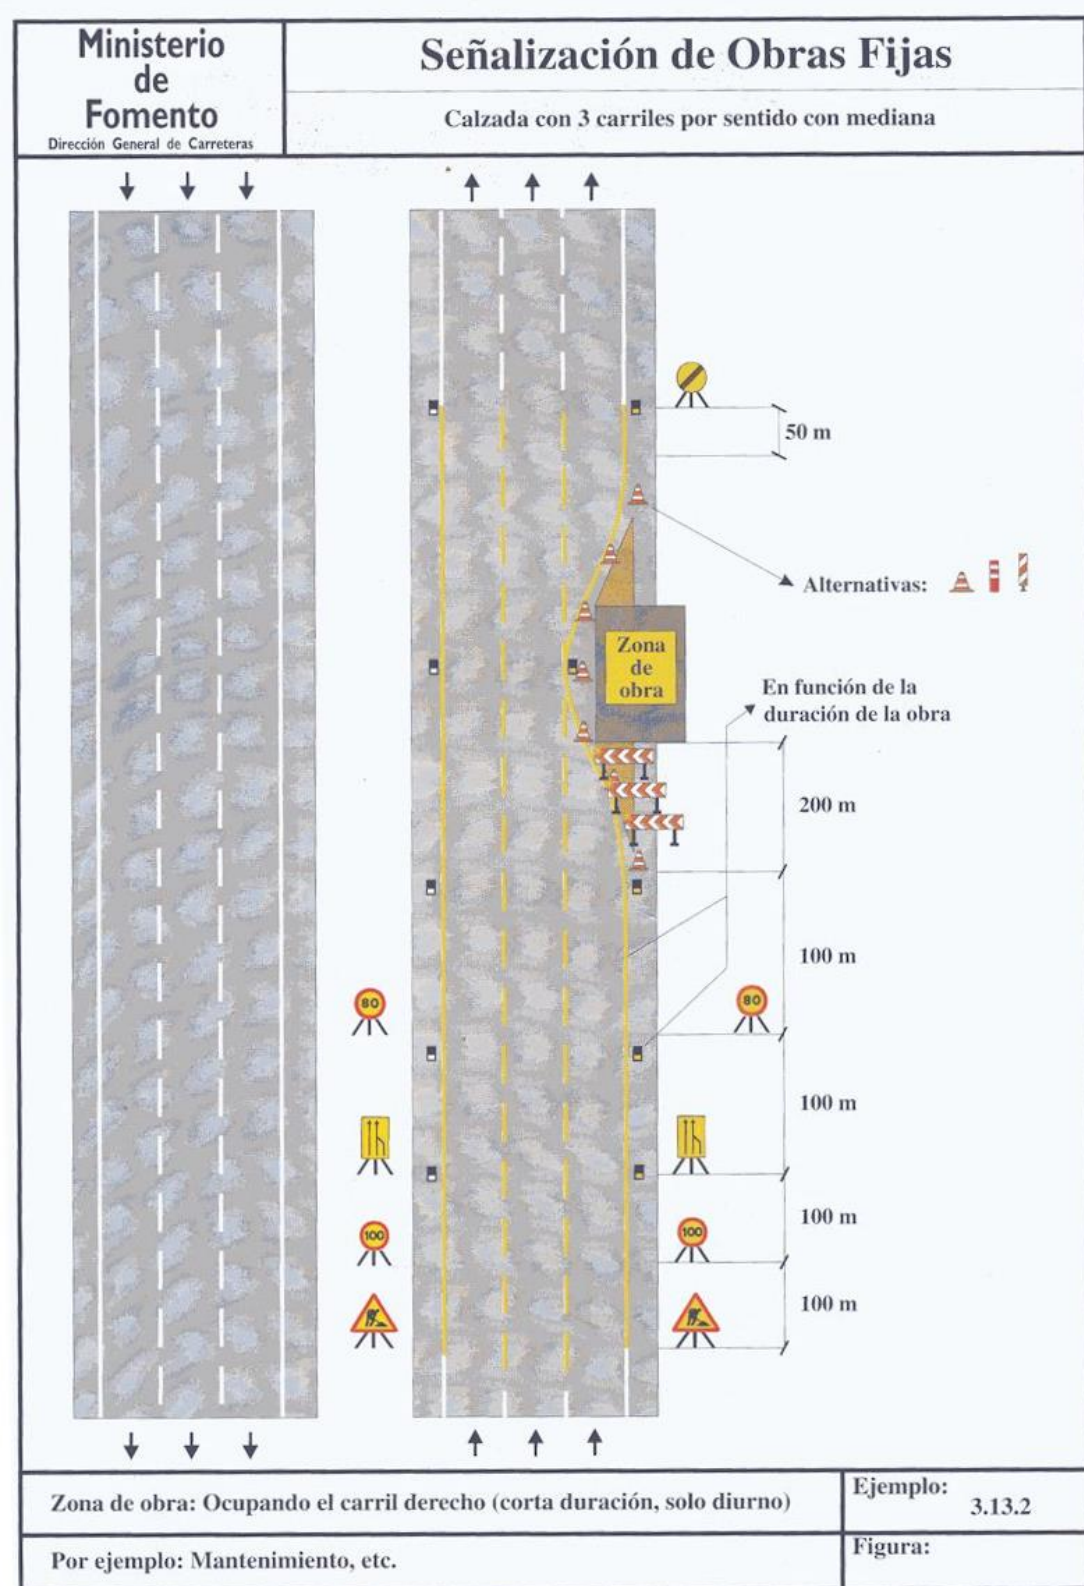 Ministerio
de
Fomento
Dirección General de Carreteras
Señalización de Obras Fijas
Calzada con 3 carriles por sentido con mediana
50 m
Alternativas:
Zona
de
obra
En función de la
duración de la obra
200 m
100 m
80
80
100 m
100 m
100
100
100 m
Zona de obra: Ocupando el carril derecho (corta duración, solo diurno)
Ejemplo:
3.13.2
Por ejemplo: Mantenimiento, etc.
Figura: